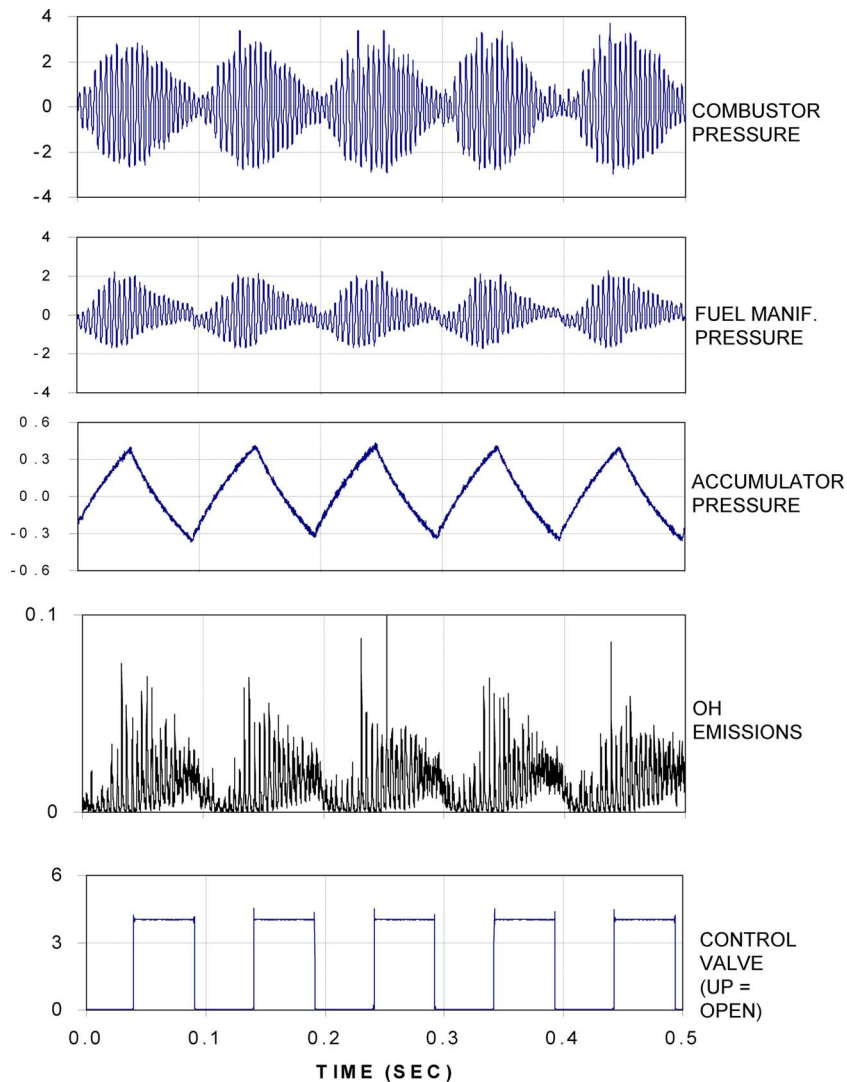 4
2
0
-2
-4
COMBUSTOR
PRESSURE
4
2
0
-2
-4
FUEL MANIF.
PRESSURE
0.6
0.3
0.0
-0.3
-0.6
ACCUMULATOR
PRESSURE
0.1
0
OH
EMISSIONS
6
3
0
CONTROL
VALVE
(UP =
OPEN)
0.0 0.1 0.2 0.3 0.4 0.5
TIME (SEC)